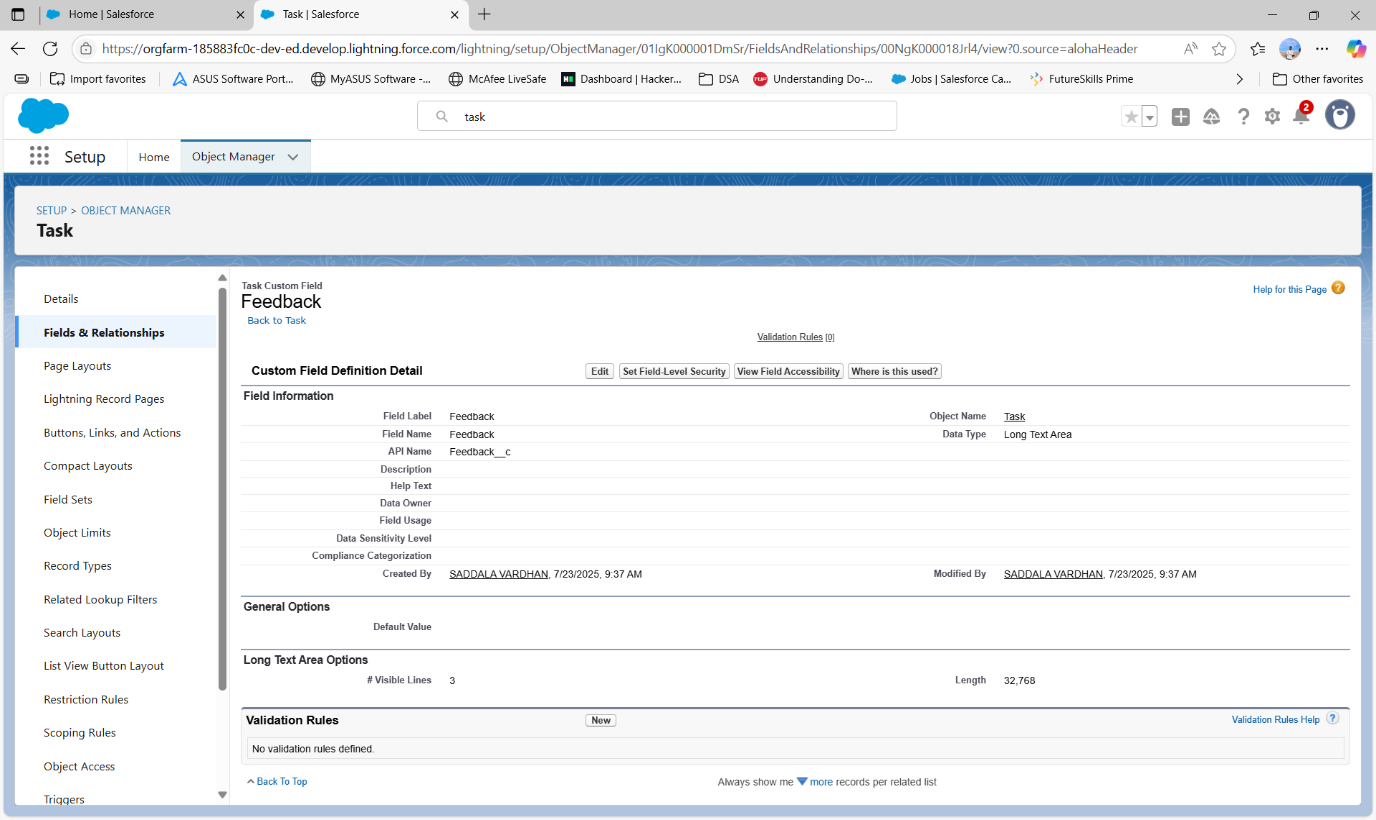 Home | Salesforce
Task | Salesforce
https://orgfarm-185883fc0c-dev-ed.develop.lightning.force.com/lightning/setup/ObjectManager/01IgK000001DmSr/FieldsAndRelationships/00NgK000018Jrl4/view?0.source=alohaHeader
Import favorites
ASUS Software Port...
MyASUS Software -...
McAfee LiveSafe
Dashboard | Hacker...
DSA
Understanding Do-...
Jobs | Salesforce Ca...
FutureSkills Prime
Other favorites
task
2
Setup
Home
Object Manager
SETUP > OBJECT MANAGER
Task
Details
Fields & Relationships
Page Layouts
Lightning Record Pages
Buttons, Links, and Actions
Compact Layouts
Field Sets
Object Limits
Record Types
Related Lookup Filters
Search Layouts
List View Button Layout
Restriction Rules
Scoping Rules
Object Access
Triggers
Task Custom Field
Feedback
Back to Task
Help for this Page ?
Validation Rules [0]
Custom Field Definition Detail Edit Set Field-Level Security View Field Accessibility Where is this used?
Field Information
Field Label Feedback Object Name Task
Field Name Feedback Data Type Long Text Area
API Name Feedback__c
Description
Help Text
Data Owner
Field Usage
Data Sensitivity Level
Compliance Categorization
Created By SADDALA VARDHAN, 7/23/2025, 9:37 AM Modified By SADDALA VARDHAN, 7/23/2025, 9:37 AM
General Options
Default Value
Long Text Area Options
# Visible Lines 3 Length 32,768
Validation Rules New Validation Rules Help ?
No validation rules defined.
Back To Top Always show me more records per related list